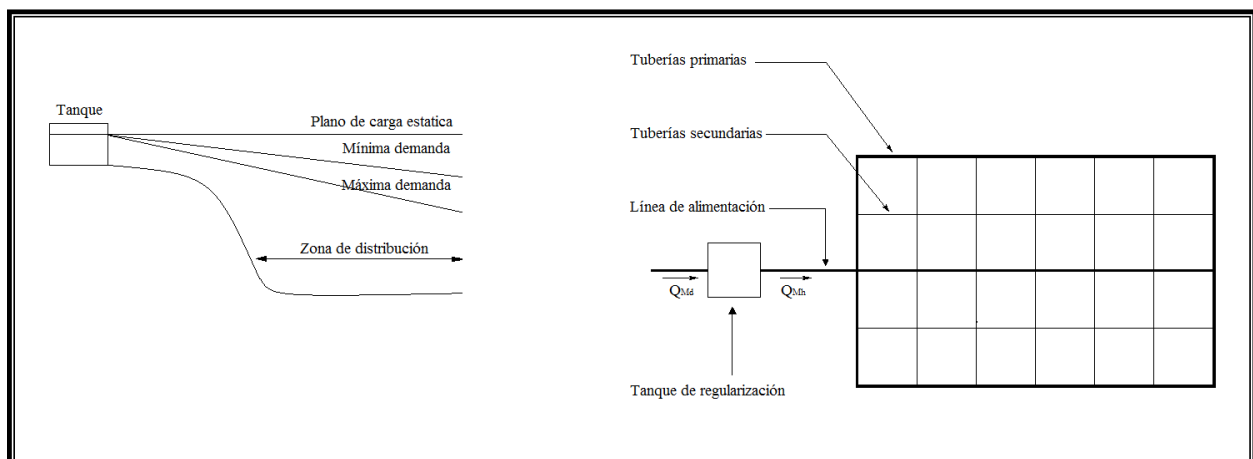 Tanque
Plano de carga estatica
Mínima demanda
Máxima demanda
Zona de distribución
Tuberías primarias
Tuberías secundarias
Línea de alimentación
QMd
QMh
Tanque de regularización